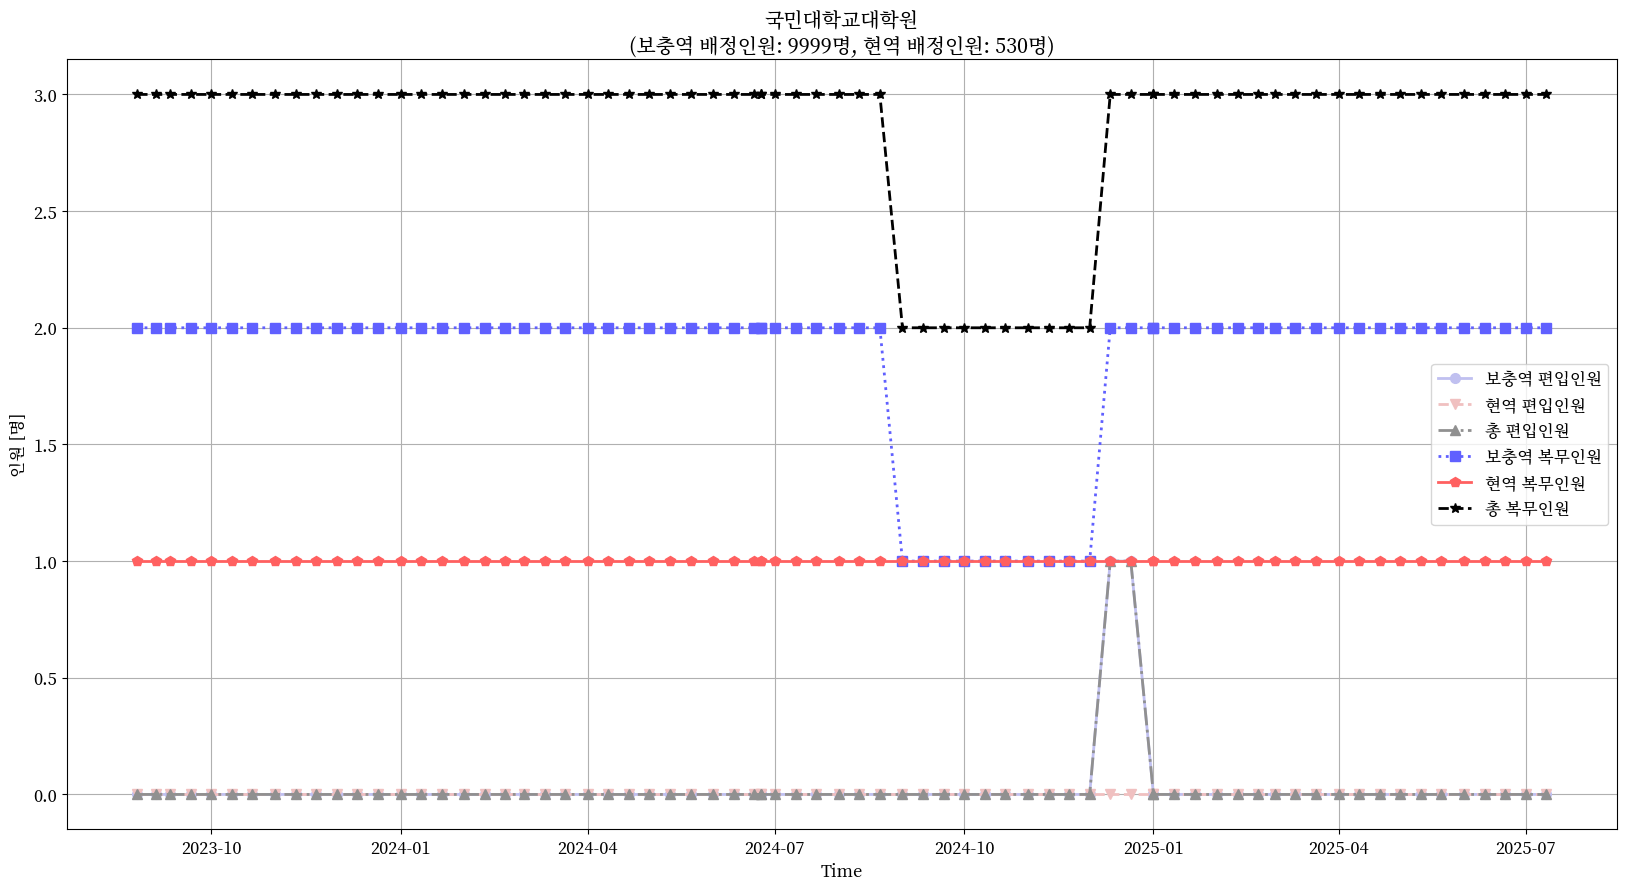 국민대학교대학원
(보충역 배정인원: 9999명, 현역 배정인원: 530명)
3.0
2.5
2.0
1.5
1.0
0.5
0.0
인원 [명]
보충역 편입인원
현역 편입인원
총 편입인원
보충역 복무인원
현역 복무인원
총 복무인원
2023-10
2024-01
2024-04
2024-07
2024-10
2025-01
2025-04
2025-07
Time